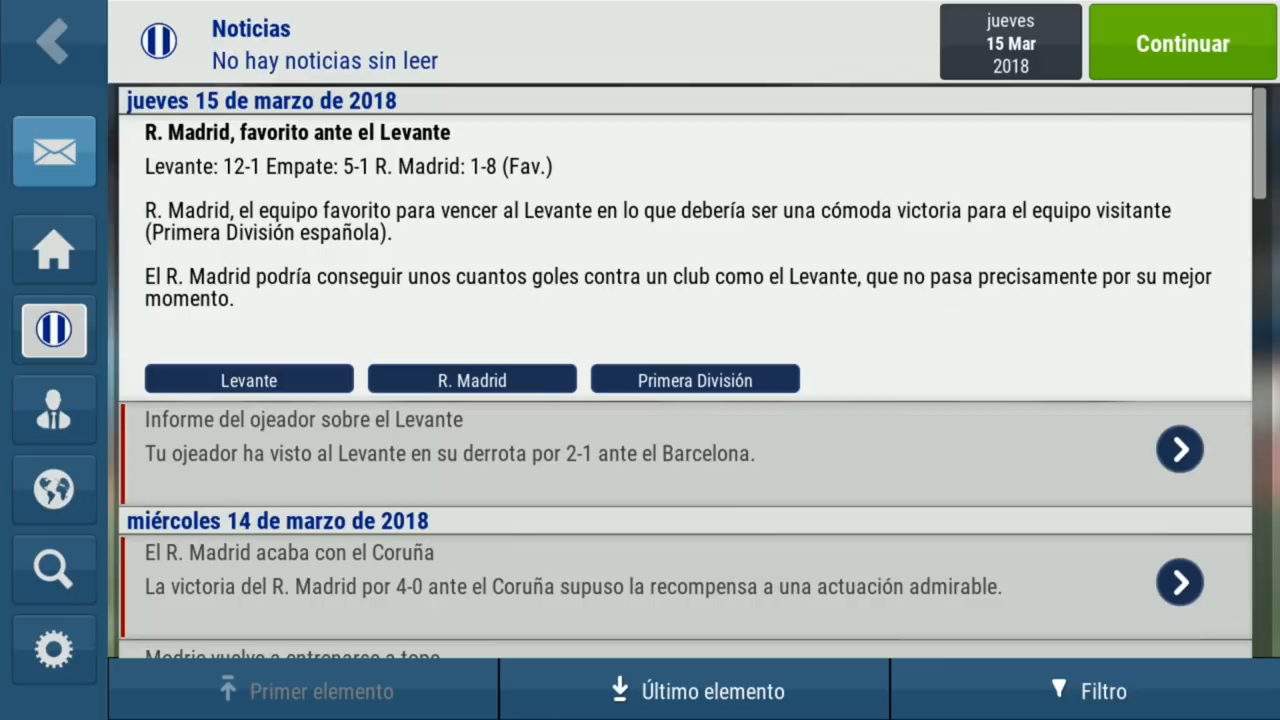 Noticias
No hay noticias sin leer
jueves
15 Mar
2018
Continuar
jueves 15 de marzo de 2018
R. Madrid, favorito ante el Levante
Levante: 12-1 Empate: 5-1 R. Madrid: 1-8 (Fav.)
R. Madrid, el equipo favorito para vencer al Levante en lo que debería ser una cómoda victoria para el equipo visitante
(Primera División española).
El R. Madrid podría conseguir unos cuantos goles contra un club como el Levante, que no pasa precisamente por su mejor
momento.
Levante
R. Madrid
Primera División
Informe del ojeador sobre el Levante
Tu ojeador ha visto al Levante en su derrota por 2-1 ante el Barcelona.
miércoles 14 de marzo de 2018
El R. Madrid acaba con el Coruña
La victoria del R. Madrid por 4-0 ante el Coruña supuso la recompensa a una actuación admirable.
Modric vuelve a entrenarse a tope
Primer elemento
Último elemento
Filtro